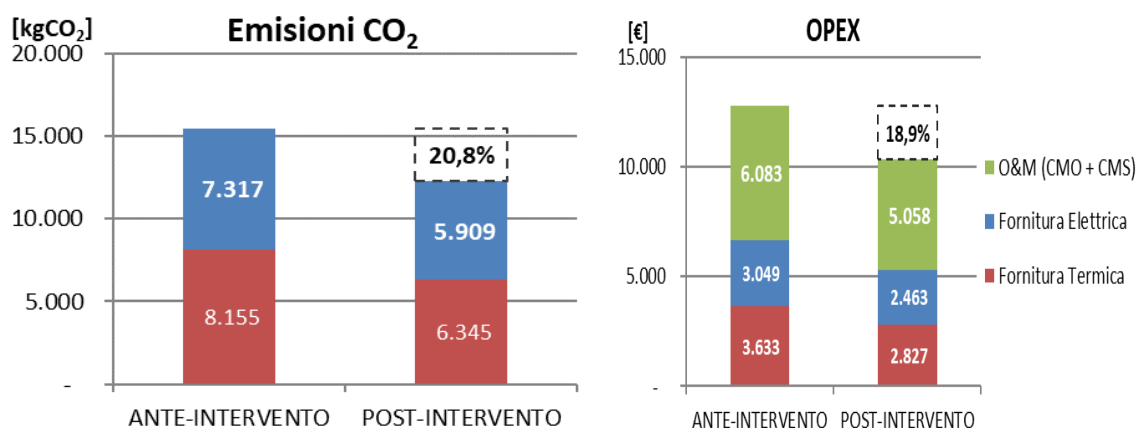 [kgCO₂]
Emisioni CO₂
20.000
15.000
10.000
5.000
-
7.317
8.155
20,8%
5.909
6.345
ANTE-INTERVENTO
POST-INTERVENTO
[€]
OPEX
15.000
10.000
5.000
-
6.083
3.049
3.633
18,9%
5.058
2.463
2.827
ANTE-INTERVENTO
POST-INTERVENTO
O&M (CMO + CMS)
Fornitura Elettrica
Fornitura Termica